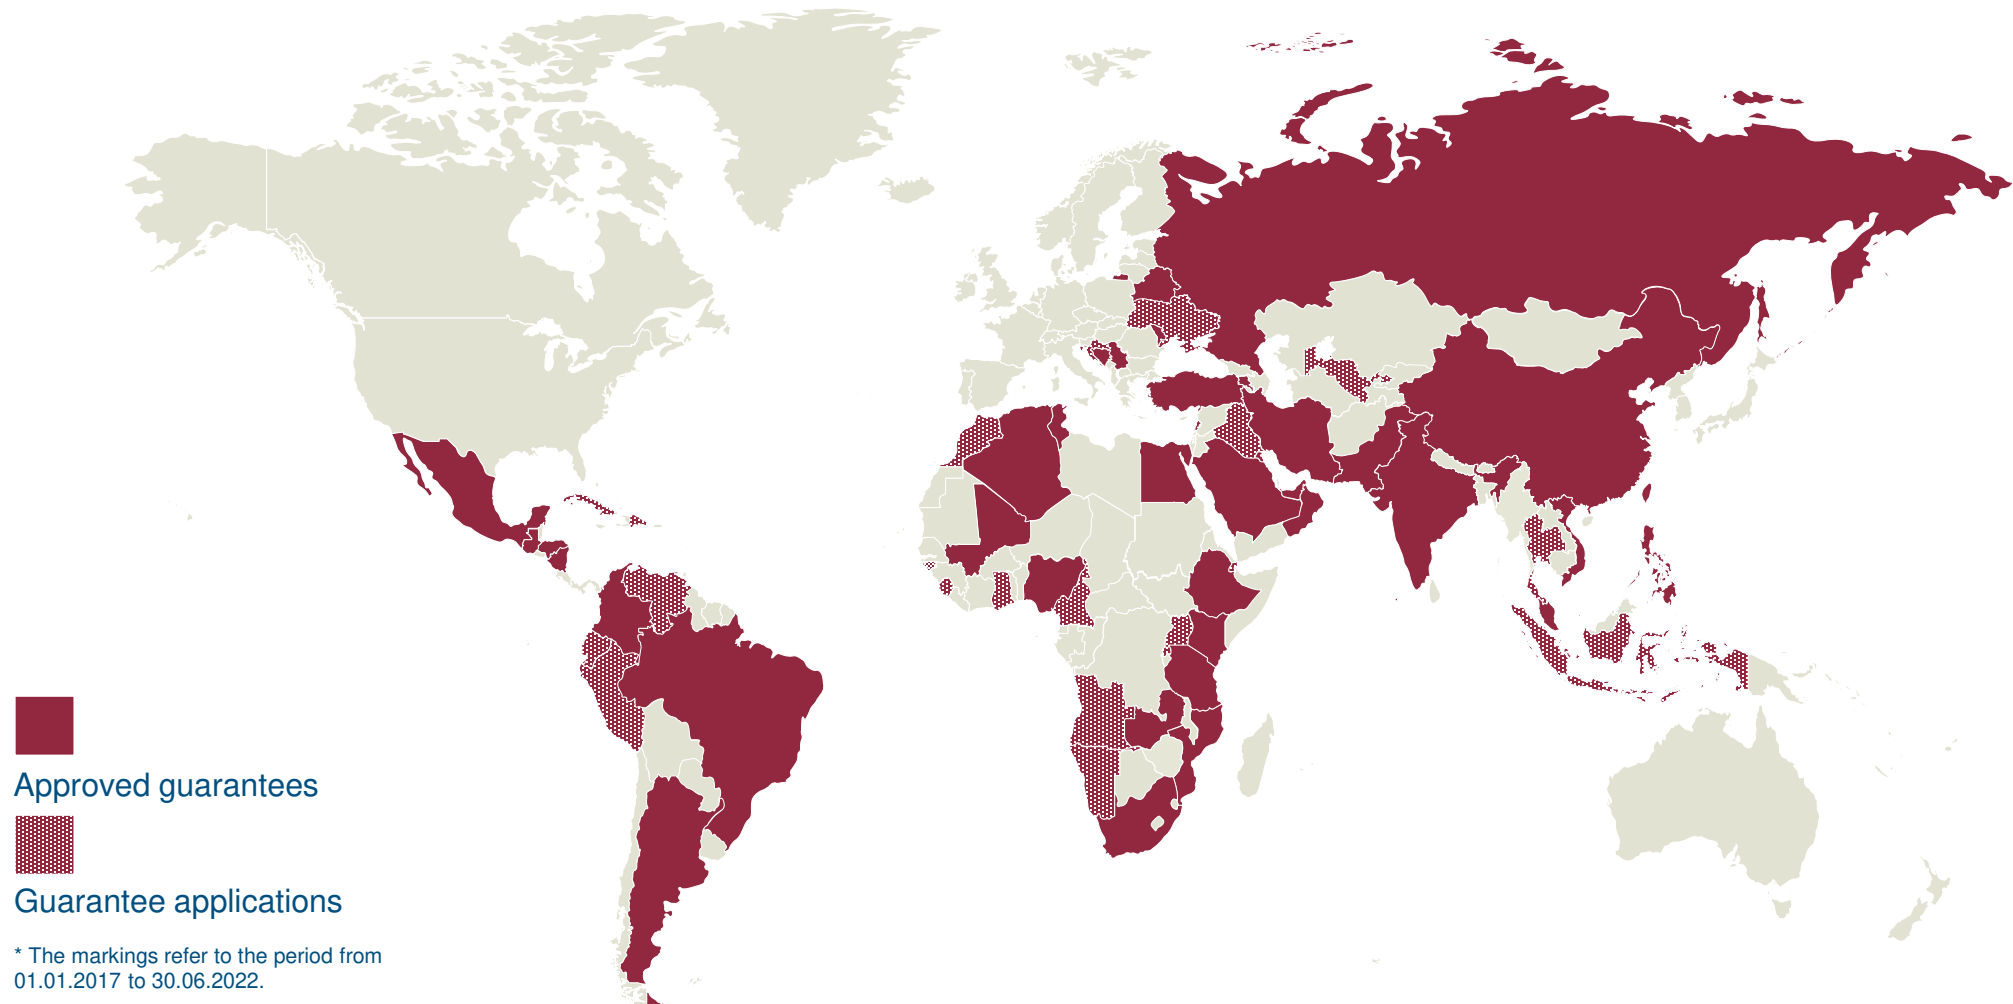 Approved guarantees
Guarantee applications
* The markings refer to the period from
01.01.2017 to 30.06.2022.